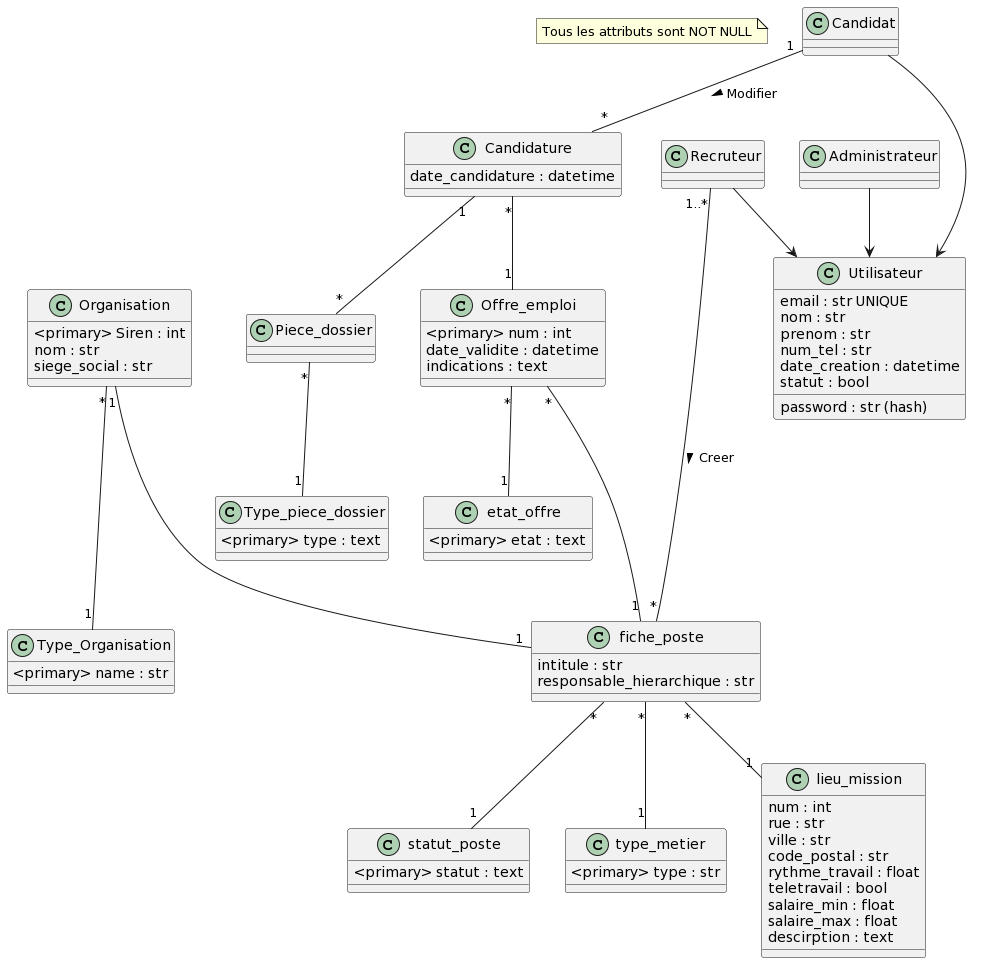 Tous les attributs sont NOT NULL
C Candidat
1
Modifier
*
C Candidature
date_candidature : datetime
1
*
C Recruteur
1..*
C Administrateur
C Utilisateur
email : str UNIQUE
nom : str
prenom : str
num_tel : str
date_creation : datetime
statut : bool
password : str (hash)
C Organisation
<primary> Siren : int
nom : str
siege_social : str
*
1
*
C Piece_dossier
*
1
C Offre_emploi
<primary> num : int
date_validite : datetime
indications : text
*
*
Creer
1
C Type_piece_dossier
<primary> type : text
1
C etat_offre
<primary> etat : text
1
C Type_Organisation
<primary> name : str
1
1
*
C fiche_poste
intitule : str
responsable_hierarchique : str
*
*
*
1
C statut_poste
<primary> statut : text
1
C type_metier
<primary> type : str
1
C lieu_mission
num : int
rue : str
ville : str
code_postal : str
rythme_travail : float
teletravail : bool
salaire_min : float
salaire_max : float
descirption : text